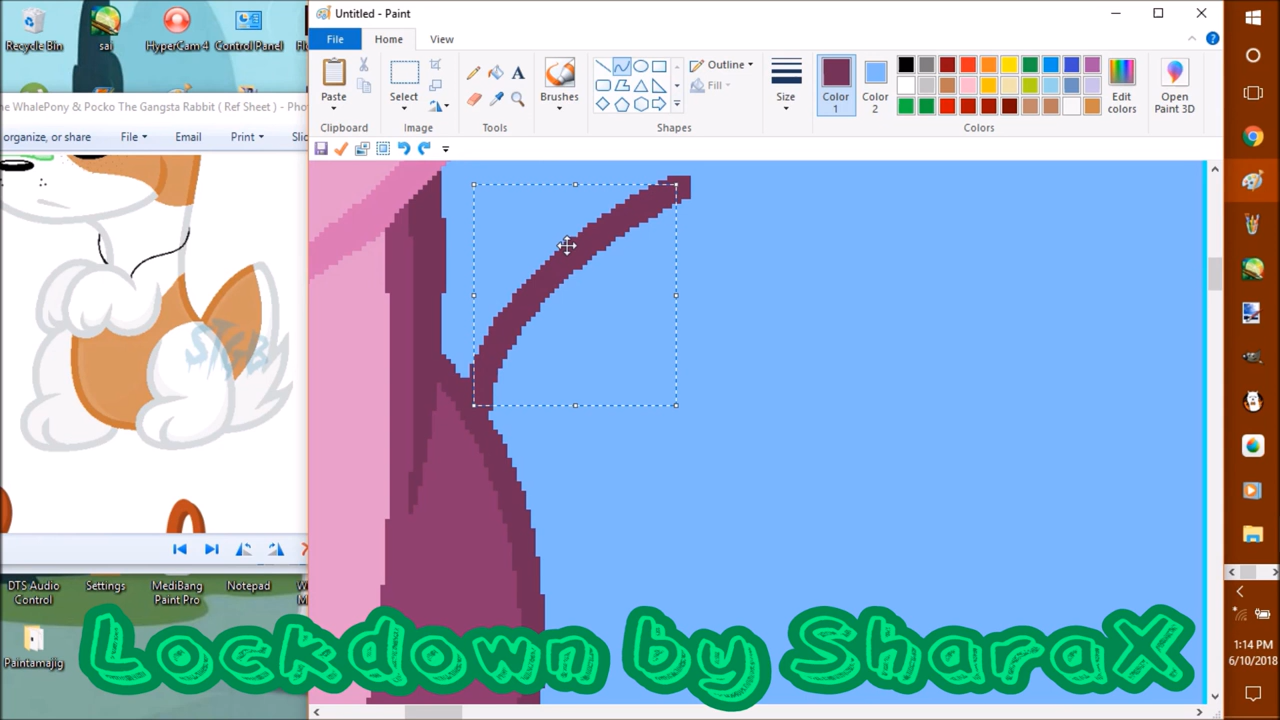 Recycle Bin
sai
HyperCam 4
Control Panel
Untitled - Paint
File
Home
View
Paste
Select
Brushes
Outline
Fill
Size
Color
1
Color
2
Edit
colors
Open
Paint 3D
Clipboard
Image
Tools
Shapes
Colors
ne WhalePony & Pocko The Gangsta Rabbit ( Ref Sheet ) - Pho
organize, or share
File
Email
Print
STGB
DTS Audio
Control
Settings
MediBang
Paint Pro
Notepad
Paintamajig
Lockdown by SharaX
1:14 PM
6/10/2018